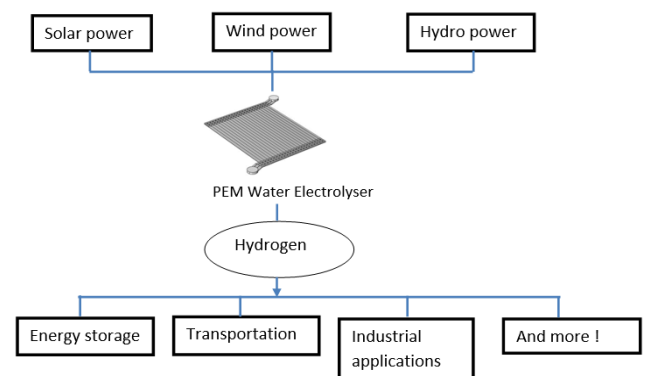 Solar power
Wind power
Hydro power
PEM Water Electrolyser
Hydrogen
Energy storage
Transportation
Industrial
applications
And more !